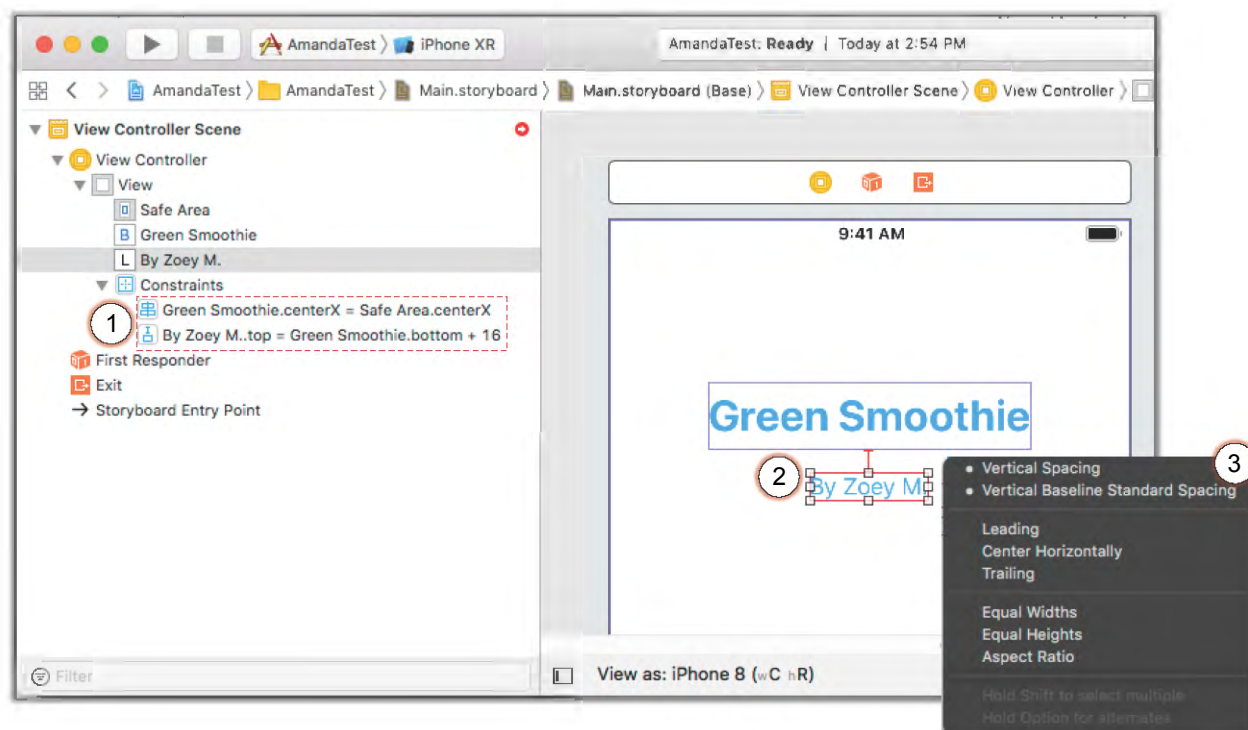 AmandaTest 〉 iPhone XR
AmandaTest: Ready | Today at 2:54 PM
AmandaTest 〉 AmandaTest 〉 Main.storyboard 〉 Main.storyboard (Base) 〉 View Controller Scene 〉 View Controller 〉
View Controller Scene
View Controller
View
Safe Area
B Green Smoothie
L By Zoey M.
Constraints
1
Green Smoothie.centerX = Safe Area.centerX
By Zoey M..top = Green Smoothie.bottom + 16
First Responder
Exit
Storyboard Entry Point
Filter
9:41 AM
Green Smoothie
2
By Zoey M.
3
Vertical Spacing
Vertical Baseline Standard Spacing
Leading
Center Horizontally
Trailing
Equal Widths
Equal Heights
Aspect Ratio
Hold Shift to select multiple
Hold Option for alternates
View as: iPhone 8 (wC hR)